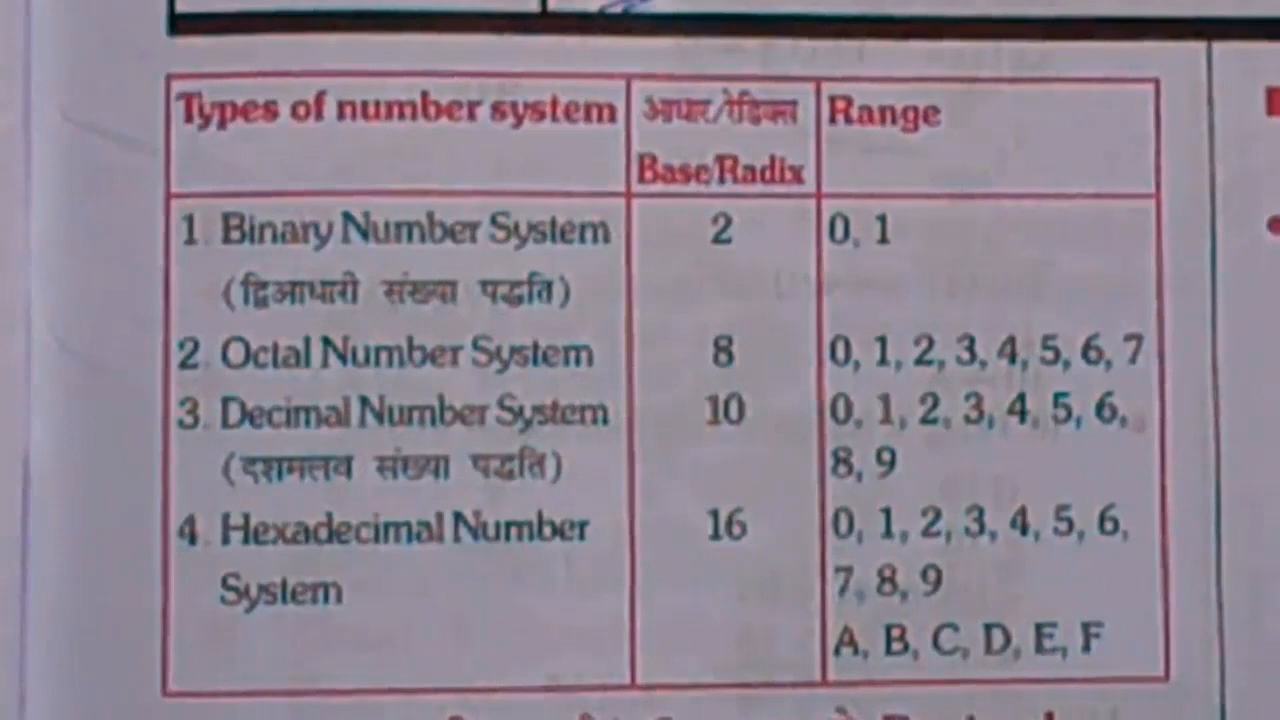 Types of number system
आधार/रेडिक्स
Base/Radix
Range
1. Binary Number System
(द्विआधारी संख्या पद्धति)
2
0, 1
2. Octal Number System
8
0, 1, 2, 3, 4, 5, 6, 7
3. Decimal Number System
(दशमलव संख्या पद्धति)
10
0, 1, 2, 3, 4, 5, 6,
8, 9
4. Hexadecimal Number
System
16
0, 1, 2, 3, 4, 5, 6,
7, 8, 9
A, B, C, D, E, F